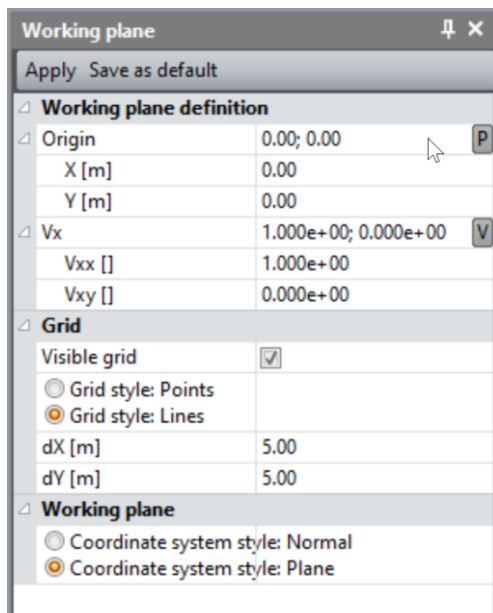 Working plane
Apply Save as default
Working plane definition
Origin 0.00; 0.00 P
X [m] 0.00
Y [m] 0.00
Vx 1.000e+00; 0.000e+00 V
Vxx [] 1.000e+00
Vxy [] 0.000e+00
Grid
Visible grid
Grid style: Points
Grid style: Lines
dX [m] 5.00
dY [m] 5.00
Working plane
Coordinate system style: Normal
Coordinate system style: Plane